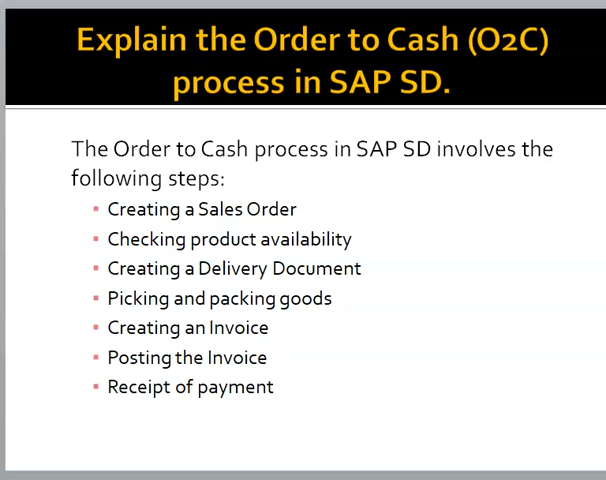 Explain the Order to Cash (O2C)
process in SAP SD.
The Order to Cash process in SAP SD involves the
following steps:
▪ Creating a Sales Order
▪ Checking product availability
▪ Creating a Delivery Document
▪ Picking and packing goods
▪ Creating an Invoice
▪ Posting the Invoice
▪ Receipt of payment